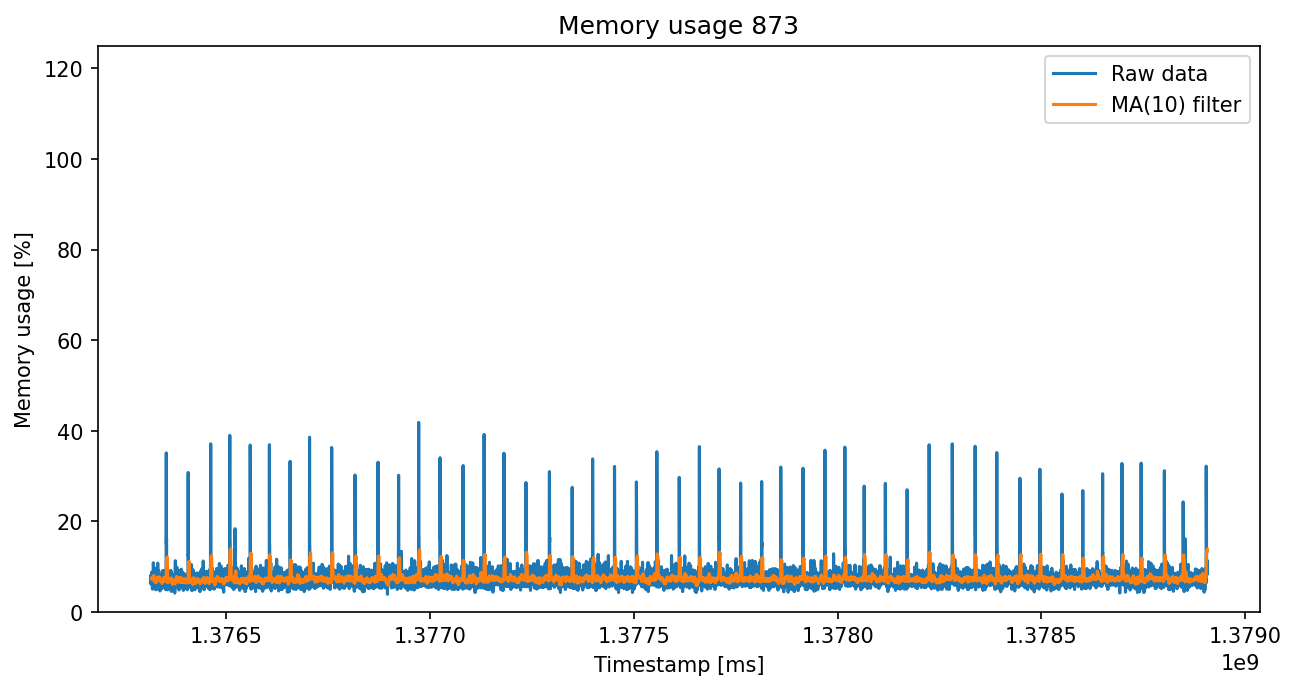 Memory usage 873
Raw data
MA(10) filter
Memory usage [%]
120
100
80
60
40
20
0
1.3765 1.3770 1.3775 1.3780 1.3785 1.3790
1e9
Timestamp [ms]